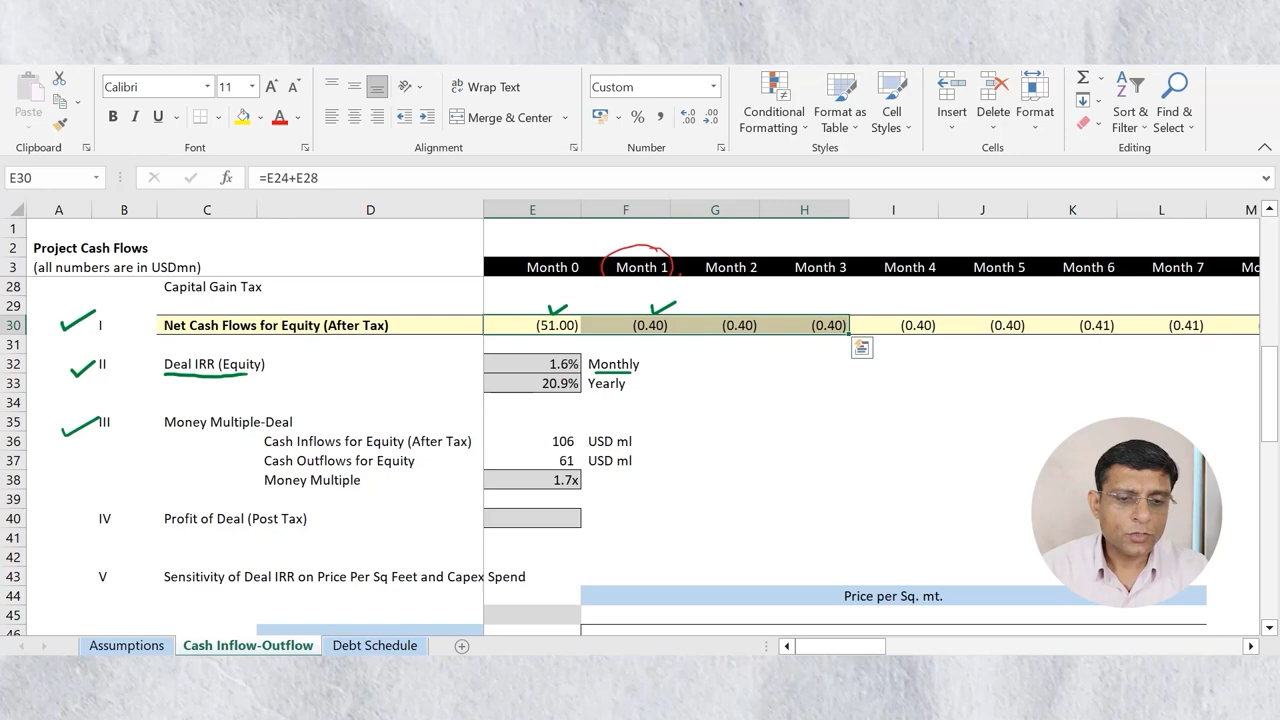 Calibri 11 Wrap Text Custom
Paste Merge & Center Conditional Formatting Format as Table Cell Styles Insert Delete Format Sort & Filter Find & Select
Clipboard Font Alignment Number Styles Cells Editing
E30 fx =E24+E28
A B C D E F G H I J K L M
1
2 Project Cash Flows
3 (all numbers are in USDmn) Month 0 Month 1 Month 2 Month 3 Month 4 Month 5 Month 6 Month 7 Mo
28 Capital Gain Tax
29
30 I Net Cash Flows for Equity (After Tax) (51.00) (0.40) (0.40) (0.40) (0.40) (0.40) (0.41) (0.41)
31
32 II Deal IRR (Equity) 1.6% Monthly
33 20.9% Yearly
34
35 III Money Multiple-Deal
36 Cash Inflows for Equity (After Tax) 106 USD ml
37 Cash Outflows for Equity 61 USD ml
38 Money Multiple 1.7x
39
40 IV Profit of Deal (Post Tax)
41
42
43 V Sensitivity of Deal IRR on Price Per Sq Feet and Capex Spend
44 Price per Sq. mt.
45
46
Assumptions Cash Inflow-Outflow Debt Schedule